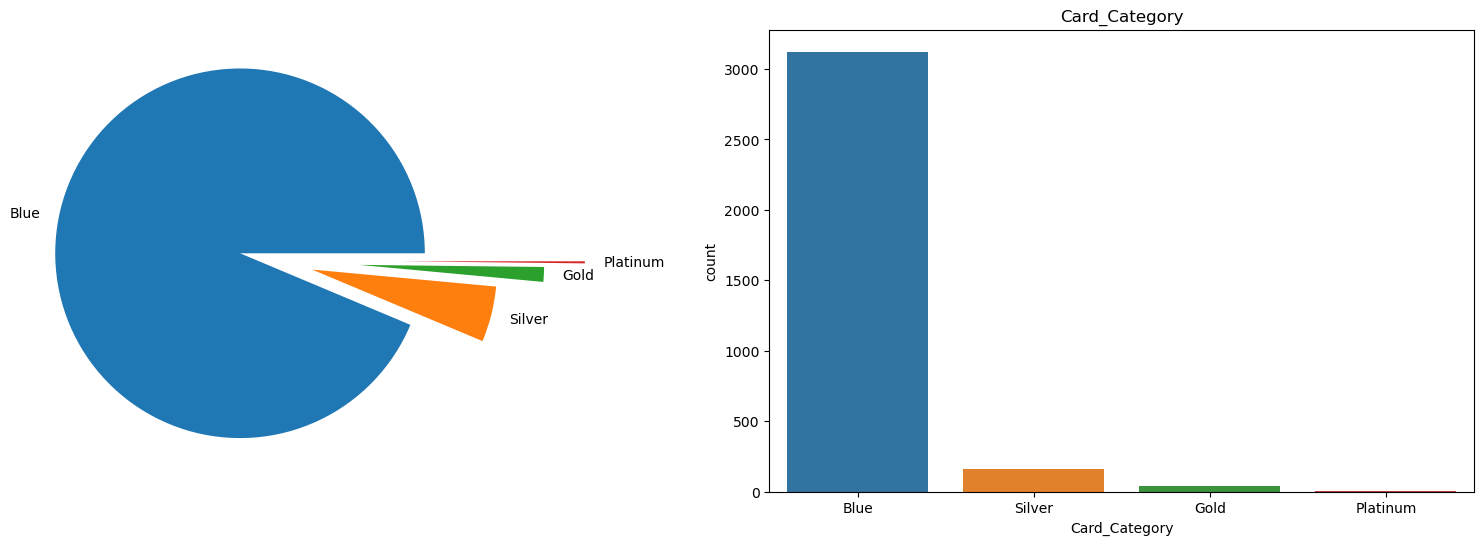 Blue
Platinum
Gold
Silver
Card_Category
3000
2500
2000
1500
1000
500
0
count
Blue Silver Gold Platinum
Card_Category